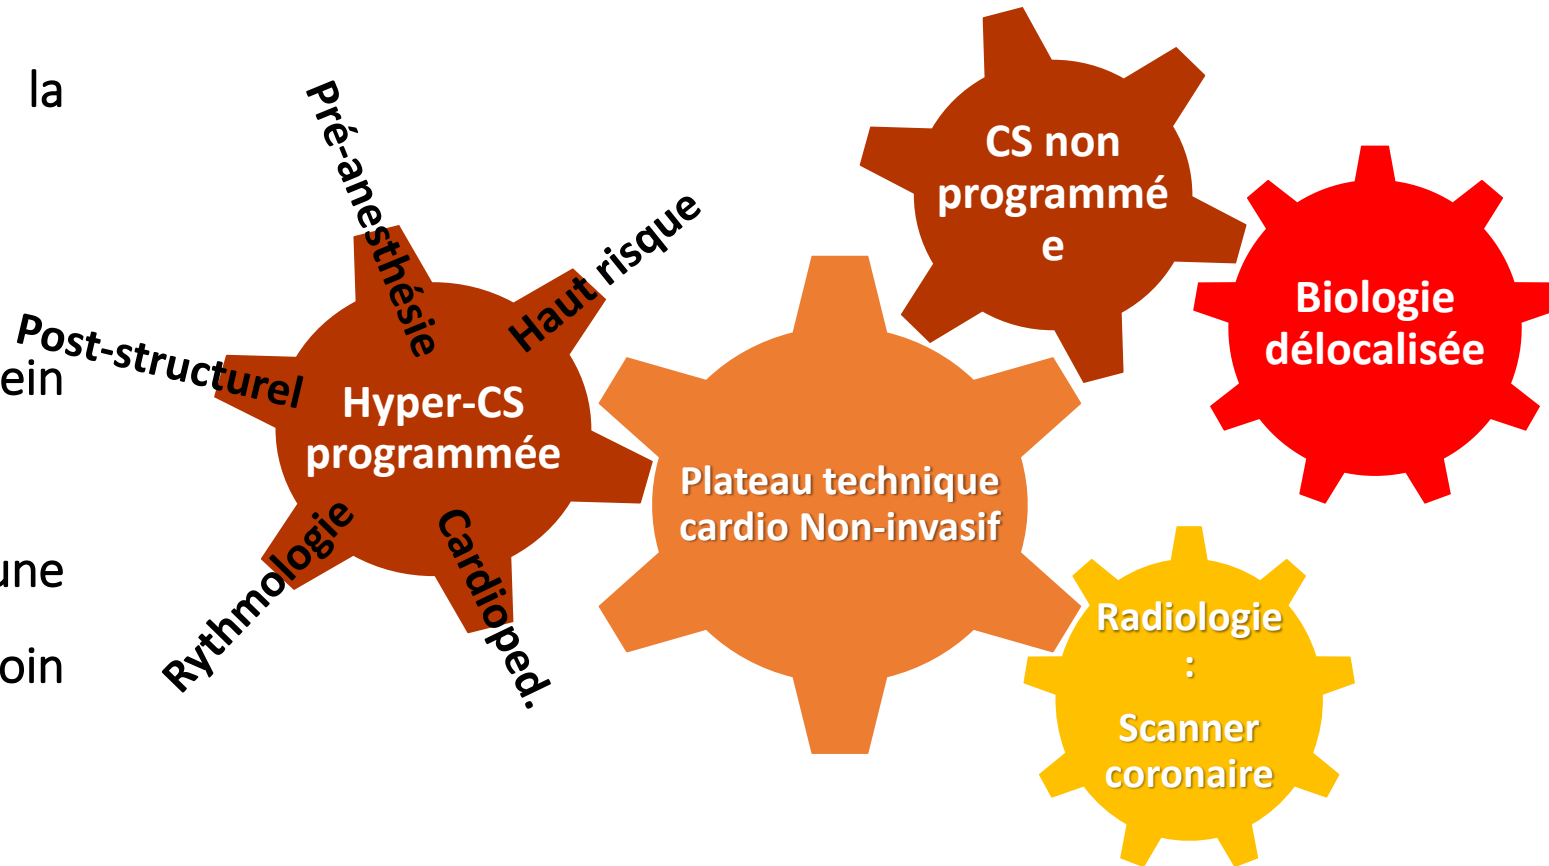 la
ein
une
oin
Pré-anesthésie
Haut risque
Post-structurel
Hyper-CS
programmée
Rythmologie
Cardioped.
Plateau technique
cardio Non-invasif
CS non
programmé
e
Biologie
délocalisée
Radiologie
:
Scanner
coronaire